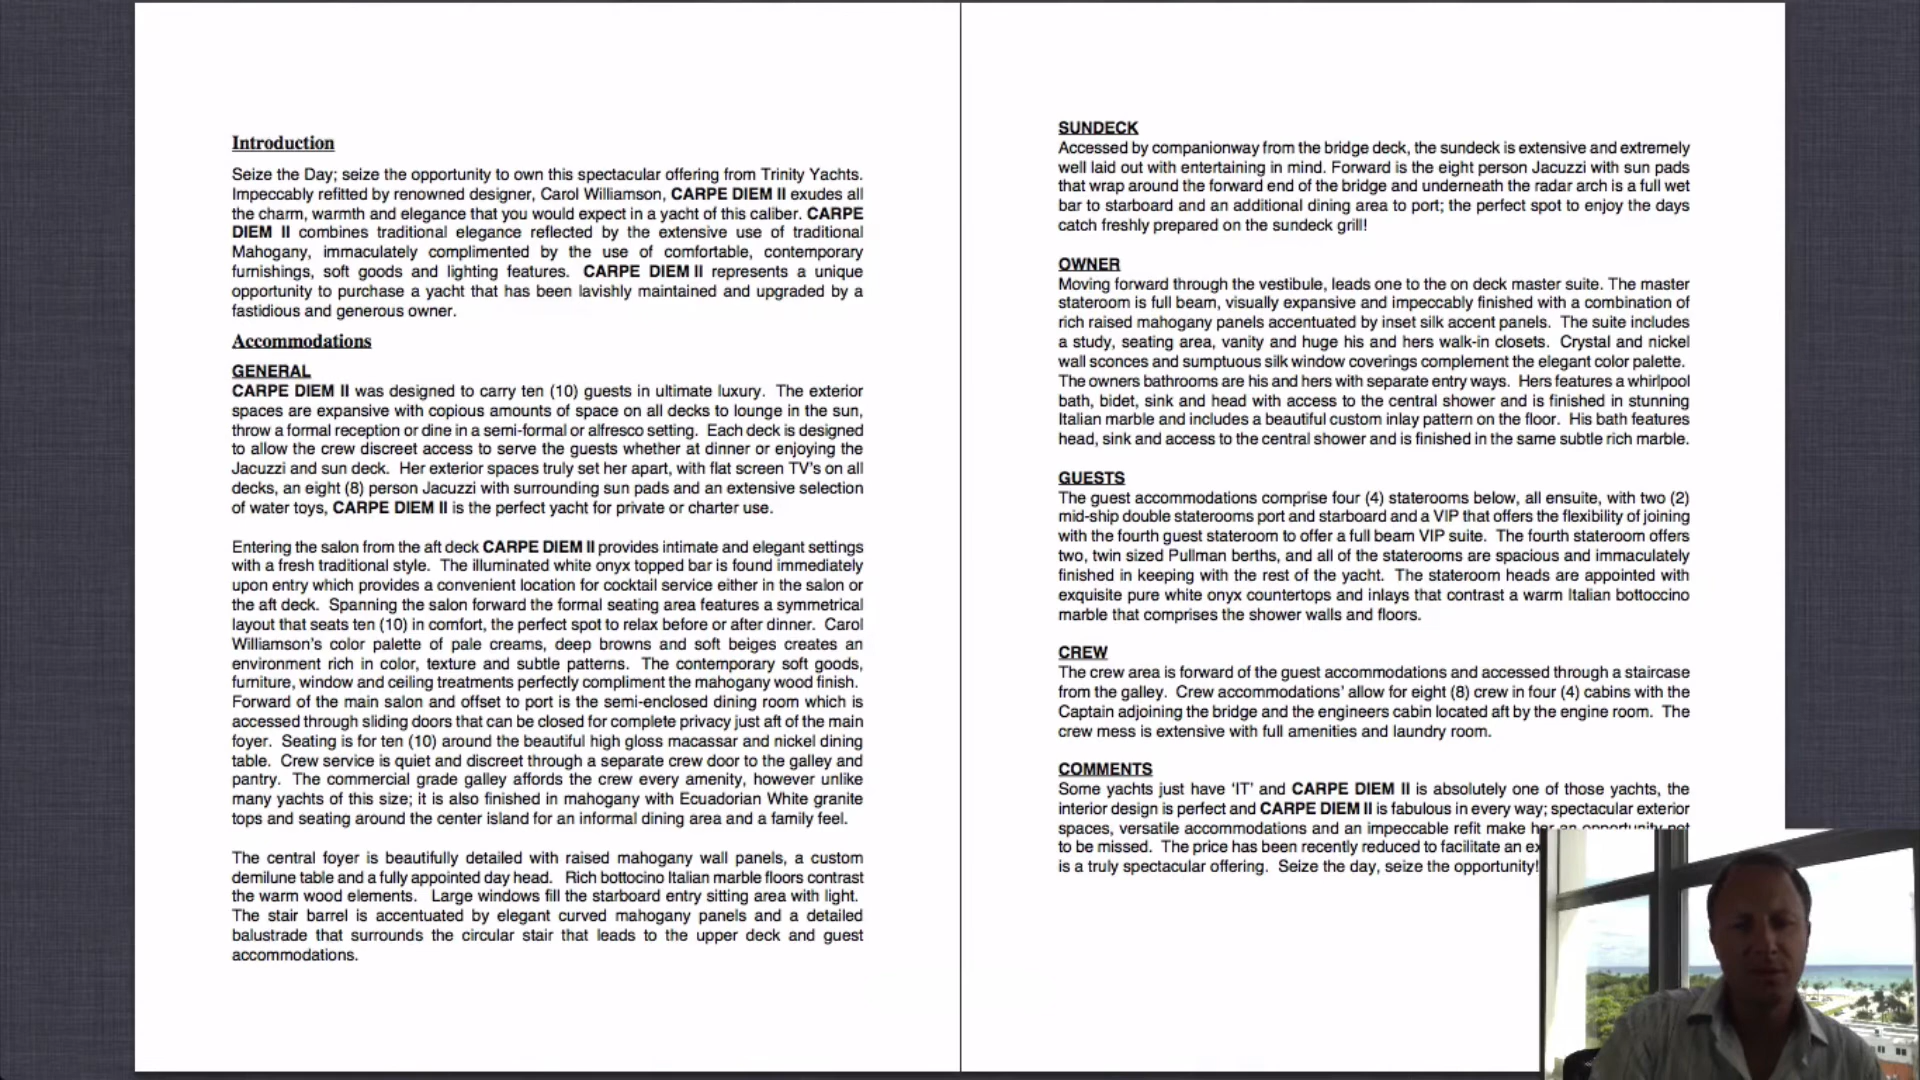 Introduction
Seize the Day; seize the opportunity to own this spectacular offering from Trinity Yachts.
Impeccably refitted by renowned designer, Carol Williamson, CARPE DIEM II exudes all
the charm, warmth and elegance that you would expect in a yacht of this caliber. CARPE
DIEM II combines traditional elegance reflected by the extensive use of traditional
Mahogany, immaculately complimented by the use of comfortable, contemporary
furnishings, soft goods and lighting features. CARPE DIEM II represents a unique
opportunity to purchase a yacht that has been lavishly maintained and upgraded by a
fastidious and generous owner.
Accommodations
GENERAL
CARPE DIEM II was designed to carry ten (10) guests in ultimate luxury. The exterior
spaces are expansive with copious amounts of space on all decks to lounge in the sun,
throw a formal reception or dine in a semi-formal or alfresco setting. Each deck is designed
to allow the crew discreet access to serve the guests whether at dinner or enjoying the
Jacuzzi and sun deck. Her exterior spaces truly set her apart, with flat screen TV's on all
decks, an eight (8) person Jacuzzi with surrounding sun pads and an extensive selection
of water toys, CARPE DIEM II is the perfect yacht for private or charter use.
Entering the salon from the aft deck CARPE DIEM II provides intimate and elegant settings
with a fresh traditional style. The illuminated white onyx topped bar is found immediately
upon entry which provides a convenient location for cocktail service either in the salon or
the aft deck. Spanning the salon forward the formal seating area features a symmetrical
layout that seats ten (10) in comfort, the perfect spot to relax before or after dinner. Carol
Williamson's color palette of pale creams, deep browns and soft beiges creates an
environment rich in color, texture and subtle patterns. The contemporary soft goods,
furniture, window and ceiling treatments perfectly compliment the mahogany wood finish.
Forward of the main salon and offset to port is the semi-enclosed dining room which is
accessed through sliding doors that can be closed for complete privacy just aft of the main
foyer. Seating is for ten (10) around the beautiful high gloss macassar and nickel dining
table. Crew service is quiet and discreet through a separate crew door to the galley and
pantry. The commercial grade galley affords the crew every amenity, however unlike
many yachts of this size; it is also finished in mahogany with Ecuadorian White granite
tops and seating around the center island for an informal dining area and a family feel.
The central foyer is beautifully detailed with raised mahogany wall panels, a custom
demilune table and a fully appointed day head. Rich bottocino Italian marble floors contrast
the warm wood elements. Large windows fill the starboard entry sitting area with light.
The stair barrel is accentuated by elegant curved mahogany panels and a detailed
balustrade that surrounds the circular stair that leads to the upper deck and guest
accommodations.
SUNDECK
Accessed by companionway from the bridge deck, the sundeck is extensive and extremely
well laid out with entertaining in mind. Forward is the eight person Jacuzzi with sun pads
that wrap around the forward end of the bridge and underneath the radar arch is a full wet
bar to starboard and an additional dining area to port; the perfect spot to enjoy the days
catch freshly prepared on the sundeck grill!
OWNER
Moving forward through the vestibule, leads one to the on deck master suite. The master
stateroom is full beam, visually expansive and impeccably finished with a combination of
rich raised mahogany panels accentuated by inset silk accent panels. The suite includes
a study, seating area, vanity and huge his and hers walk-in closets. Crystal and nickel
wall sconces and sumptuous silk window coverings complement the elegant color palette.
The owners bathrooms are his and hers with separate entry ways. Hers features a whirlpool
bath, bidet, sink and head with access to the central shower and is finished in stunning
Italian marble and includes a beautiful custom inlay pattern on the floor. His bath features
head, sink and access to the central shower and is finished in the same subtle rich marble.
GUESTS
The guest accommodations comprise four (4) staterooms below, all ensuite, with two (2)
mid-ship double staterooms port and starboard and a VIP that offers the flexibility of joining
with the fourth guest stateroom to offer a full beam VIP suite. The fourth stateroom offers
two, twin sized Pullman berths, and all of the staterooms are spacious and immaculately
finished in keeping with the rest of the yacht. The stateroom heads are appointed with
exquisite pure white onyx countertops and inlays that contrast a warm Italian bottoccino
marble that comprises the shower walls and floors.
CREW
The crew area is forward of the guest accommodations and accessed through a staircase
from the galley. Crew accommodations' allow for eight (8) crew in four (4) cabins with the
Captain adjoining the bridge and the engineers cabin located aft by the engine room. The
crew mess is extensive with full amenities and laundry room.
COMMENTS
Some yachts just have 'IT' and CARPE DIEM II is absolutely one of those yachts, the
interior design is perfect and CARPE DIEM II is fabulous in every way; spectacular exterior
spaces, versatile accommodations and an impeccable refit make her an opportunity not
to be missed. The price has been recently reduced to facilitate an
is a truly spectacular offering. Seize the day, seize the opportunity!